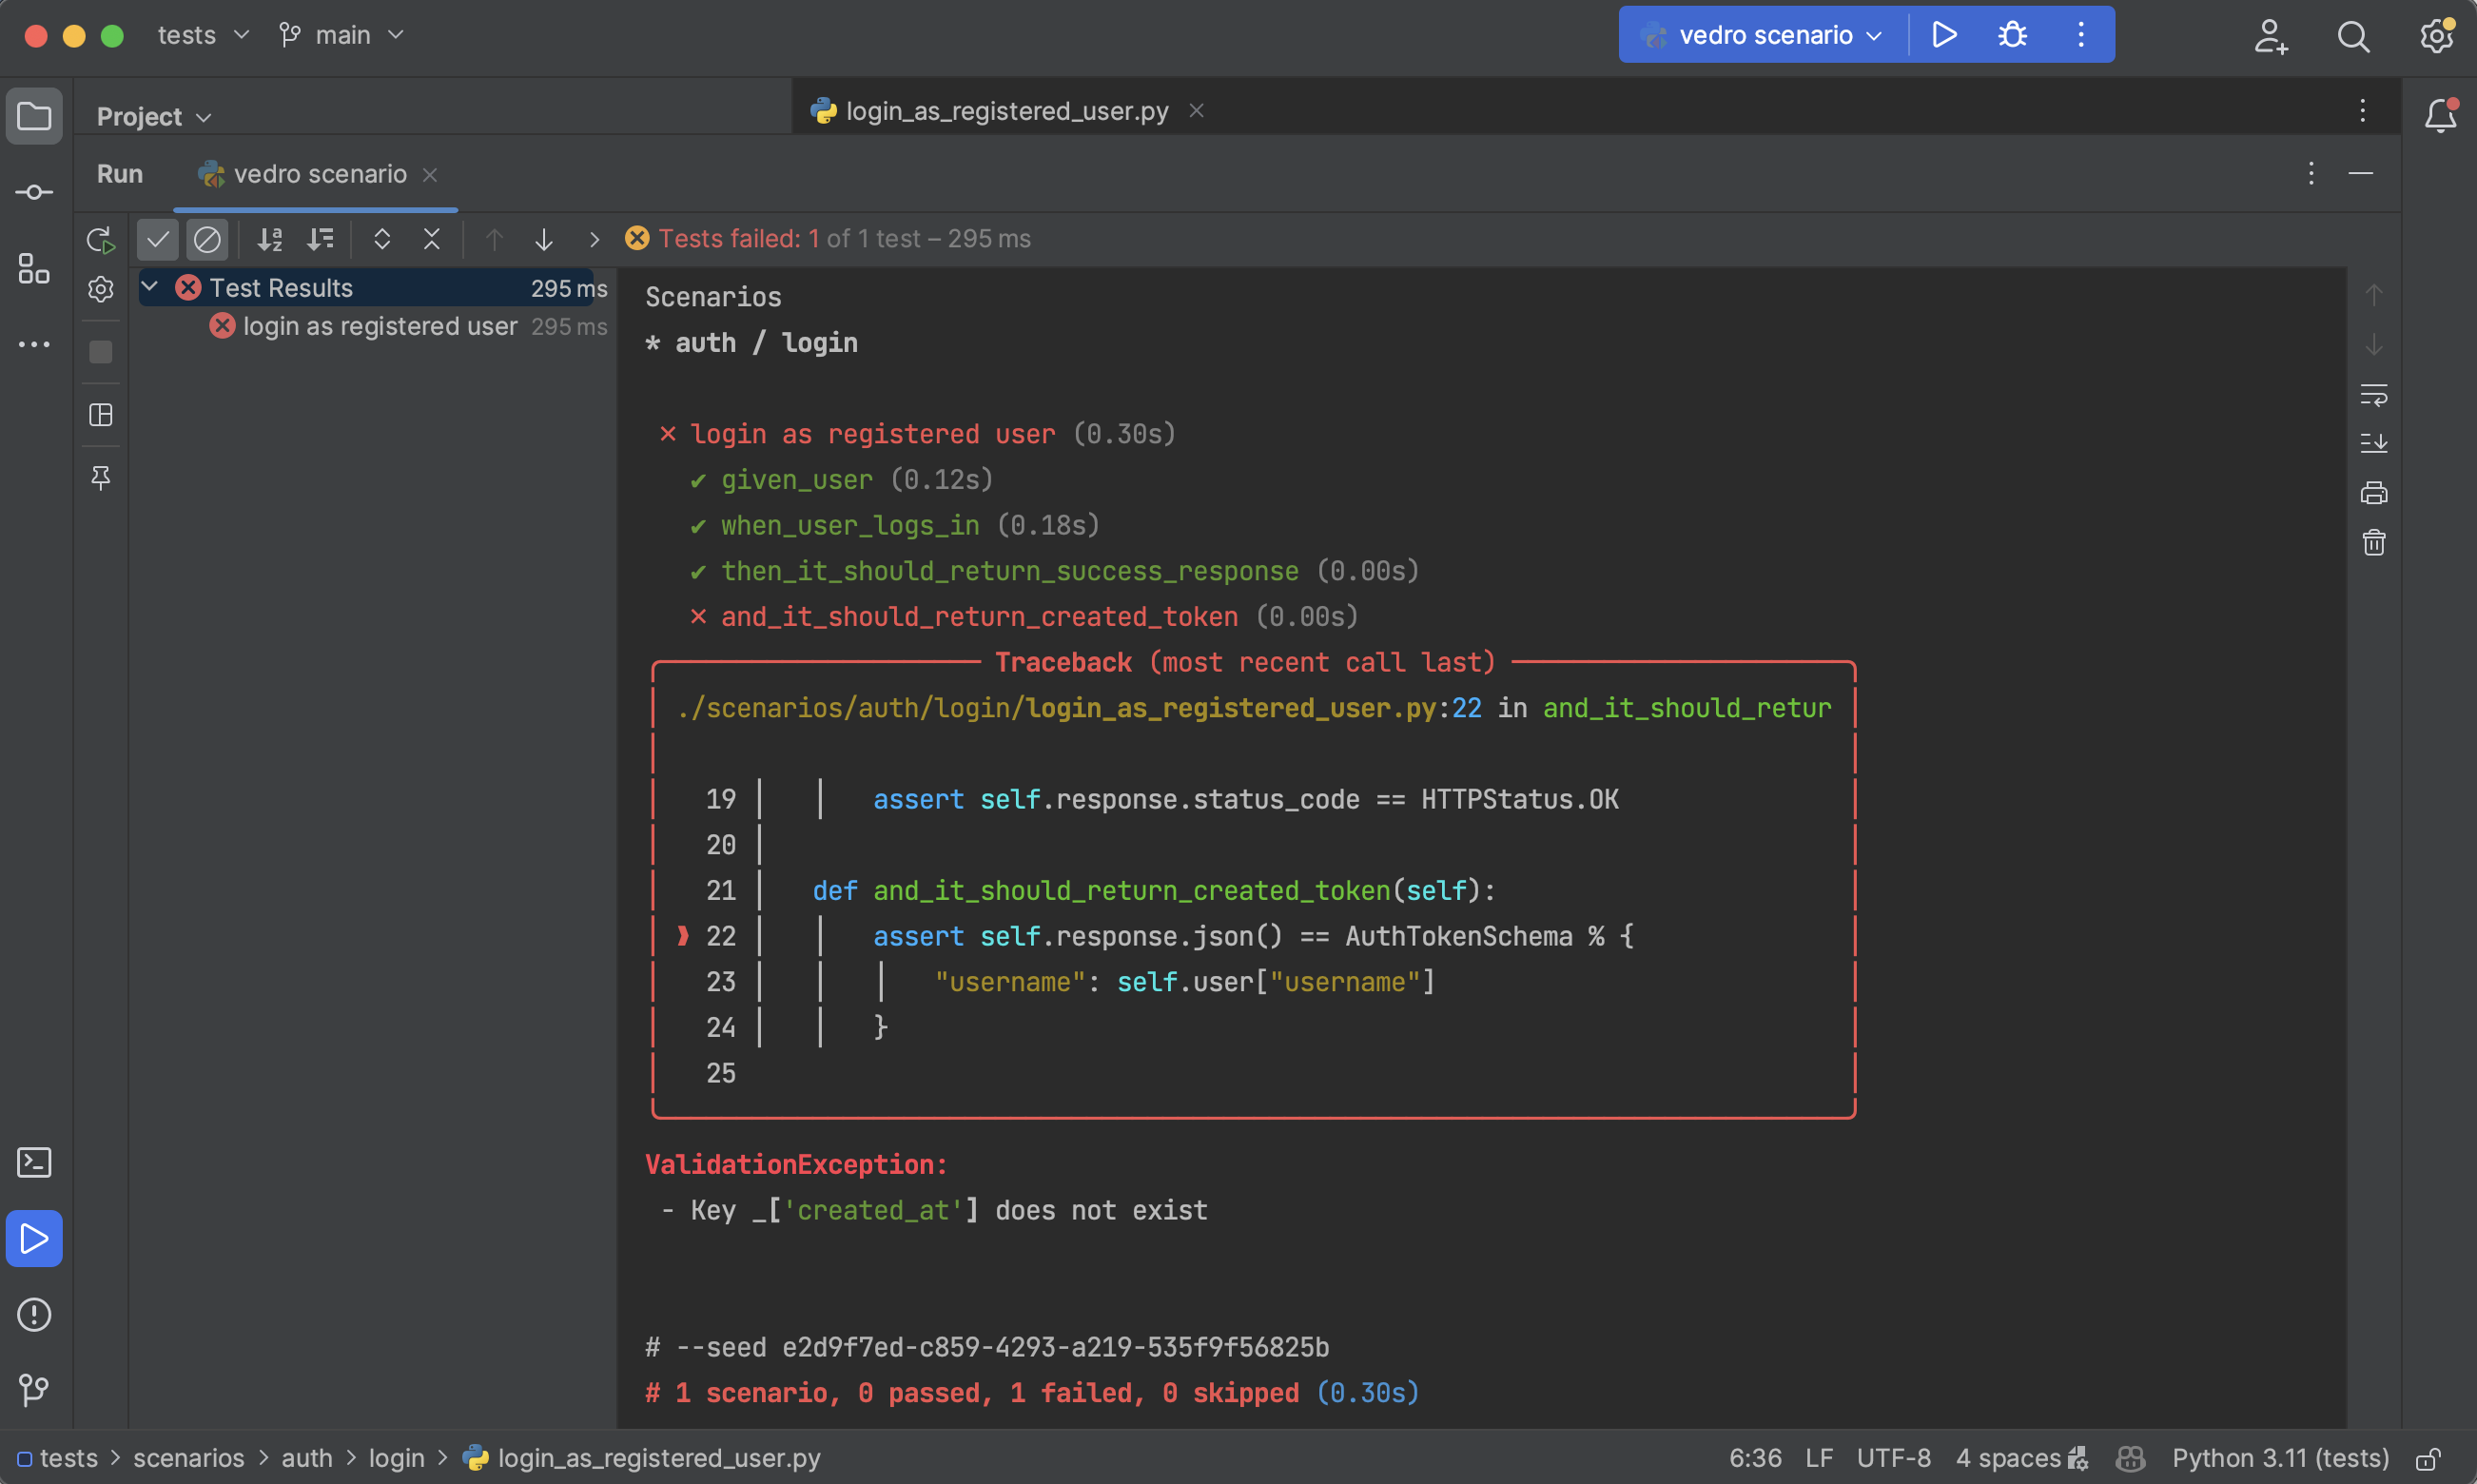 tests main vedro scenario
Project login_as_registered_user.py
Run vedro scenario
Tests failed: 1 of 1 test – 295 ms
Test Results 295 ms
login as registered user 295 ms
Scenarios
* auth / login
✕ login as registered user (0.30s)
✔ given_user (0.12s)
✔ when_user_logs_in (0.18s)
✔ then_it_should_return_success_response (0.00s)
✕ and_it_should_return_created_token (0.00s)
Traceback (most recent call last)
./scenarios/auth/login/login_as_registered_user.py:22 in and_it_should_retur
19 assert self.response.status_code == HTTPStatus.OK
20
21 def and_it_should_return_created_token(self):
❱ 22 assert self.response.json() == AuthTokenSchema % {
23 "username": self.user["username"]
24 }
25
ValidationException:
- Key _['created_at'] does not exist
# --seed e2d9f7ed-c859-4293-a219-535f9f56825b
# 1 scenario, 0 passed, 1 failed, 0 skipped (0.30s)
tests > scenarios > auth > login > login_as_registered_user.py 6:36 LF UTF-8 4 spaces Python 3.11 (tests)